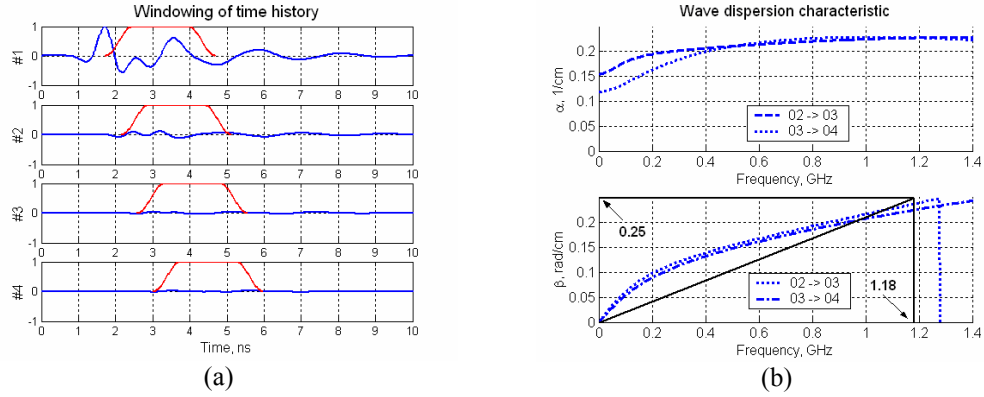 Windowing of time history
1
0
-1
#1
0 1 2 3 4 5 6 7 8 9 10
1
0
-1
#2
0 1 2 3 4 5 6 7 8 9 10
1
0
-1
#3
0 1 2 3 4 5 6 7 8 9 10
1
0
-1
#4
0 1 2 3 4 5 6 7 8 9 10
Time, ns
(a)
Wave dispersion characteristic
α, 1/cm
0.2
0.15
0.1
0.05
0
02 -> 03
03 -> 04
0 0.2 0.4 0.6 0.8 1 1.2 1.4
Frequency, GHz
β, rad/cm
0.2
0.15
0.1
0.05
0
0.25
02 -> 03
03 -> 04
1.18
0 0.2 0.4 0.6 0.8 1 1.2 1.4
Frequency, GHz
(b)